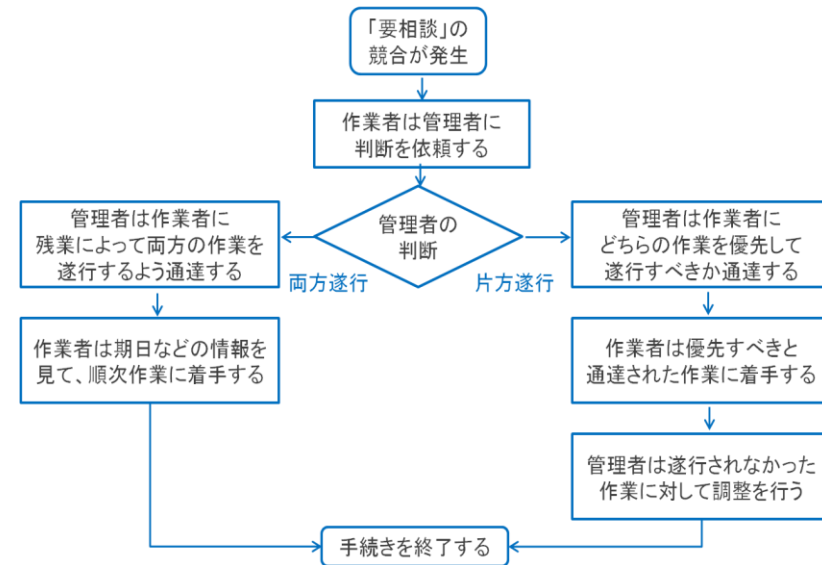 「要相談」の
競合が発生
作業者は管理者に
判断を依頼する
管理者の
判断
両方遂行
片方遂行
管理者は作業者に
残業によって両方の作業を
遂行するよう通達する
作業者は期日などの情報を
見て、順次作業に着手する
管理者は作業者に
どちらの作業を優先して
遂行すべきか通達する
作業者は優先すべきと
通達された作業に着手する
管理者は遂行されなかった
作業に対して調整を行う
手続きを終了する